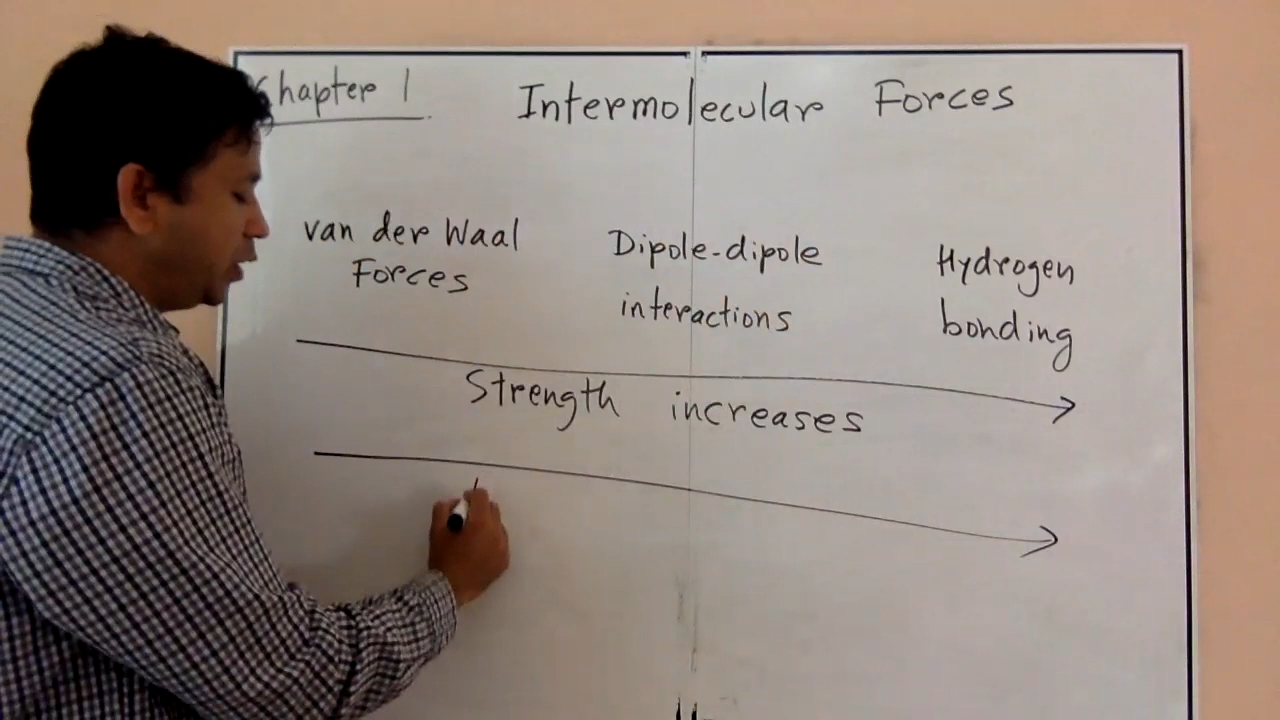 Chapter 1
Intermolecular Forces
van der Waal
Forces
Dipole-dipole
interactions
Hydrogen
bonding
Strength increases